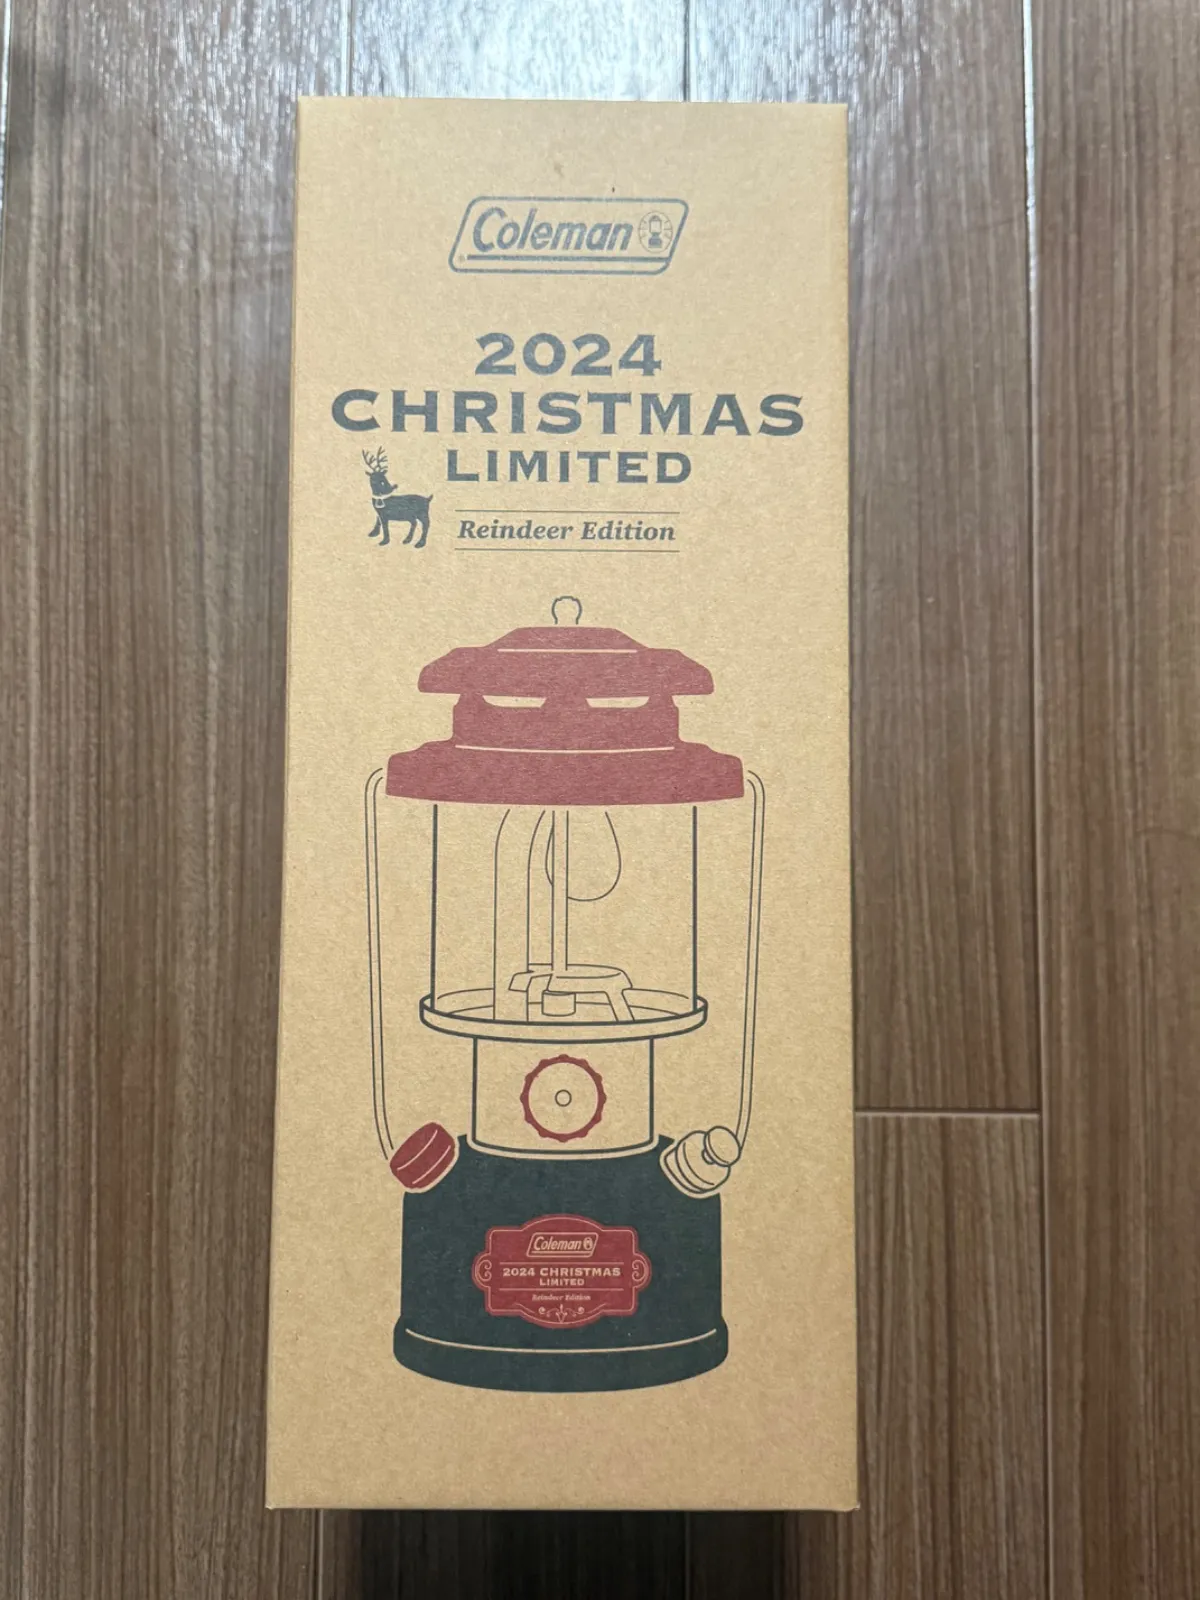 Coleman
2024
CHRISTMAS
LIMITED
Reindeer Edition
Coleman
2024 CHRISTMAS
LIMITED
Reindeer Edition